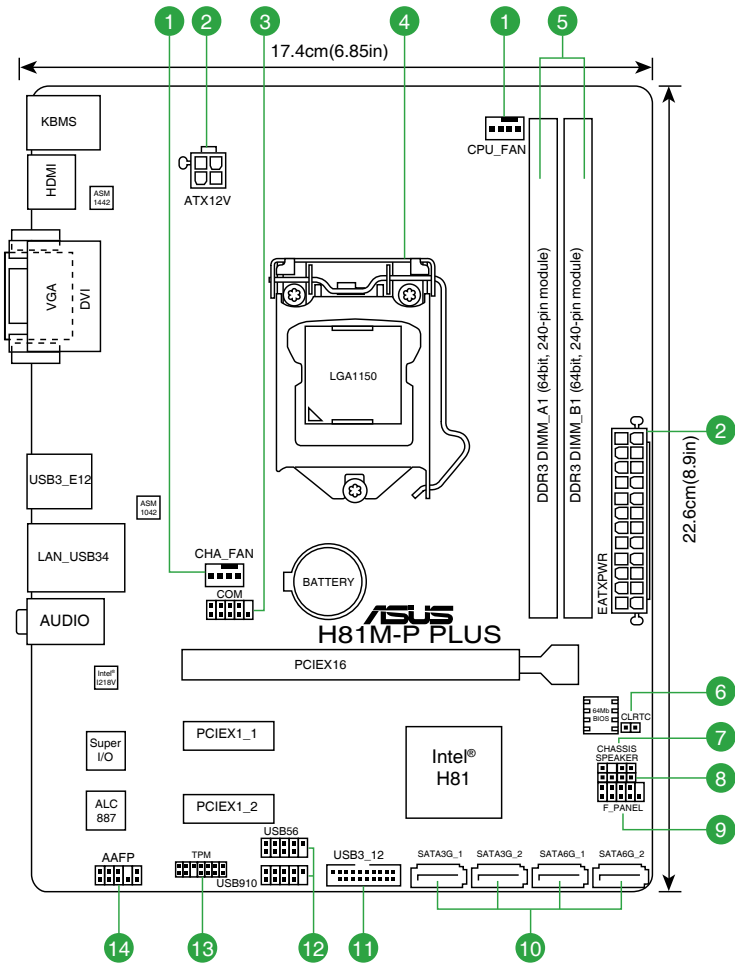 1
2
3
4
1
5
17.4cm(6.85in)
KBMS
CPU_FAN
HDMI
ASM
1442
ATX12V
VGA
DVI
LGA1150
DDR3 DIMM_A1 (64bit, 240-pin module)
DDR3 DIMM_B1 (64bit, 240-pin module)
2
22.6cm(8.9in)
EATXPWR
USB3_E12
ASM
1042
LAN_USB34
1
CHA_FAN
COM
BATTERY
AUDIO
ASUS
H81M-P PLUS
PCIEX16
Intel®
I218V
64Mb
BIOS
CLRTC
6
Super
I/O
PCIEX1_1
Intel®
H81
CHASSIS
SPEAKER
7
8
F_PANEL
9
ALC
887
PCIEX1_2
USB56
AAFP
TPM
USB910
USB3_12
SATA3G_1
SATA3G_2
SATA6G_1
SATA6G_2
14
13
12
11
10